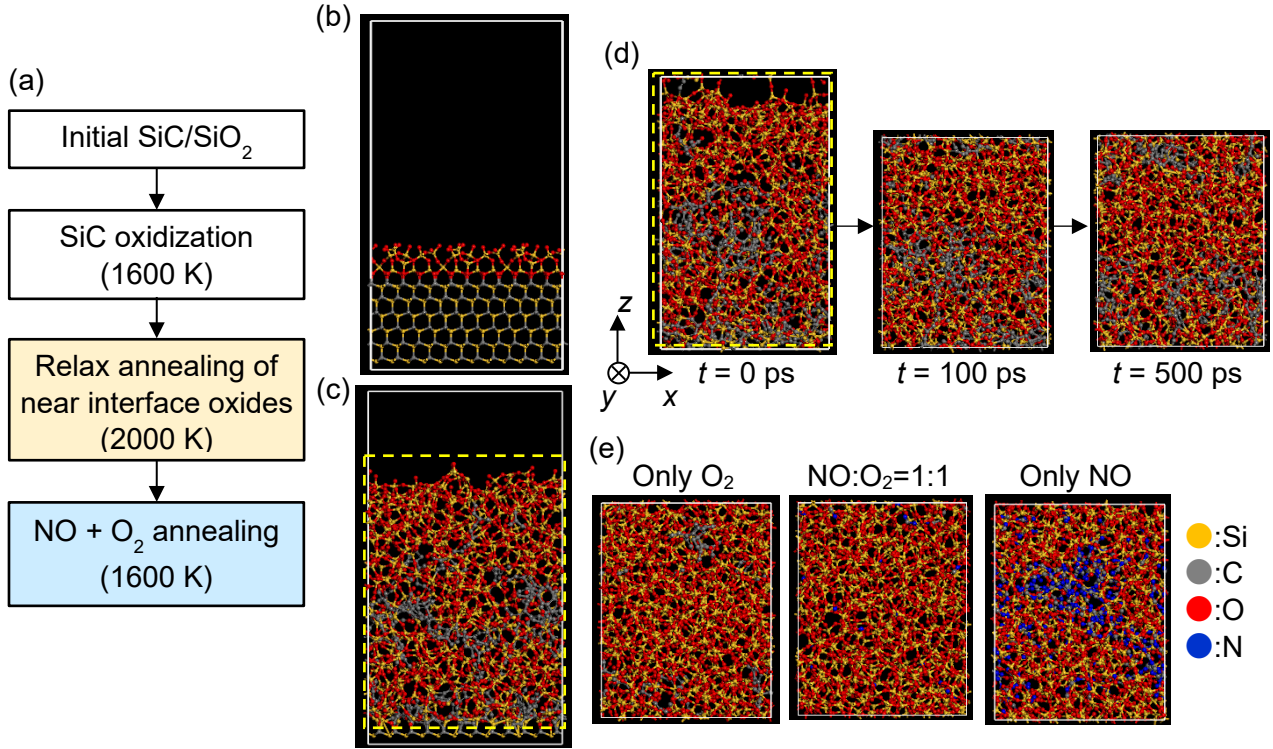 (a)
Initial SiC/SiO₂
SiC oxidization
(1600 K)
Relax annealing of
near interface oxides
(2000 K)
NO + O₂ annealing
(1600 K)
(b)
(c)
(d)
z
y
x
t = 0 ps
t = 100 ps
t = 500 ps
(e)
Only O₂
NO:O₂=1:1
Only NO
:Si
:C
:O
:N